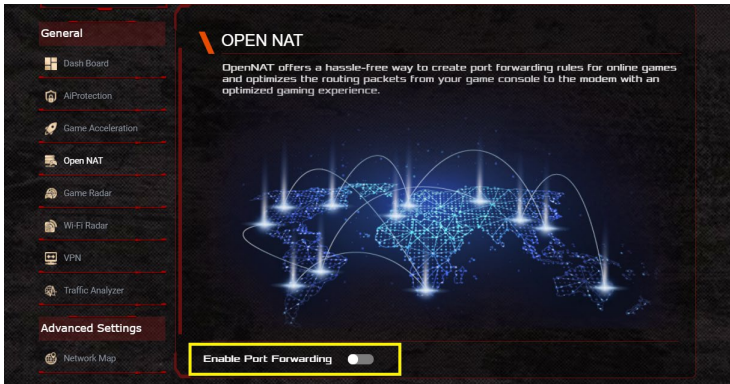 General
Dash Board
AiProtection
Game Acceleration
Open NAT
Game Radar
Wi-Fi Radar
VPN
Traffic Analyzer
Advanced Settings
Network Map
OPEN NAT
OpenNAT offers a hassle-free way to create port forwarding rules for online games
and optimizes the routing packets from your game console to the modem with an
optimized gaming experience.
Enable Port Forwarding